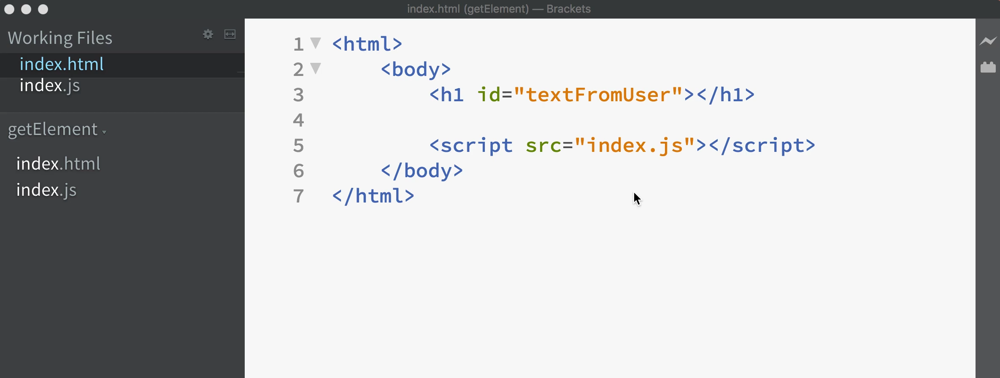 index.html (getElement) — Brackets
Working Files
index.html
index.js
getElement
index.html
index.js
1 <html>
2 <body>
3 <h1 id="textFromUser"></h1>
4
5 <script src="index.js"></script>
6 </body>
7 </html>